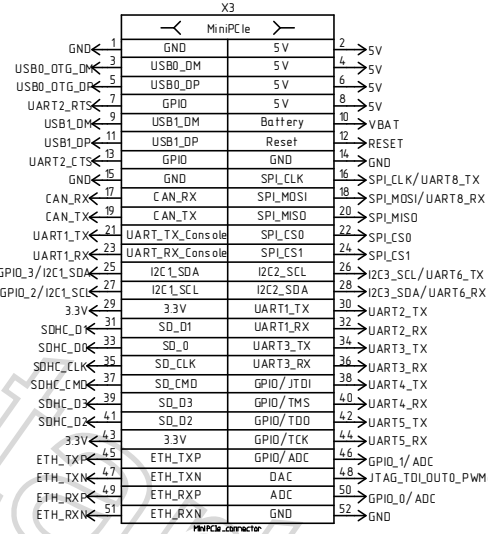 X3
MiniPCIe
GND 1 GND 5V 2 5V
USB0_OTG_DM 3 USB0_DM 5V 4 5V
USB0_OTG_DP 5 USB0_DP 5V 6 5V
UART2_RTS 7 GPIO 5V 8 5V
USB1_DM 9 USB1_DM Battery 10 VBAT
USB1_DP 11 USB1_DP Reset 12 RESET
UART2_CTS 13 GPIO GND 14 GND
GND 15 GND SPI_CLK 16 SPI_CLK/UART8_TX
CAN_RX 17 CAN_RX SPI_MOSI 18 SPI_MOSI/UART8_RX
CAN_TX 19 CAN_TX SPI_MISO 20 SPI_MISO
UART1_TX 21 UART_TX_Console SPI_CS0 22 SPI_CS0
UART1_RX 23 UART_RX_Console SPI_CS1 24 SPI_CS1
GPIO_3/I2C1_SDA 25 I2C1_SDA I2C2_SCL 26 I2C3_SCL/UART6_TX
GPIO_2/I2C1_SCL 27 I2C1_SCL I2C2_SDA 28 I2C3_SDA/UART6_RX
3.3V 29 3.3V UART1_TX 30 UART2_TX
SDHC_D1 31 SD_D1 UART1_RX 32 UART2_RX
SDHC_D0 33 SD_0 UART3_TX 34 UART3_TX
SDHC_CLK 35 SD_CLK UART3_RX 36 UART3_RX
SDHC_CMD 37 SD_CMD GPIO/JTDI 38 UART4_TX
SDHC_D3 39 SD_D3 GPIO/TMS 40 UART4_RX
SDHC_D2 41 SD_D2 GPIO/TDO 42 UART5_TX
3.3V 43 3.3V GPIO/TCK 44 UART5_RX
ETH_TXP 45 ETH_TXP GPIO/ADC 46 GPIO_1/ADC
ETH_TXN 47 ETH_TXN DAC 48 JTAG_TDI_OUT0_PWM
ETH_RXP 49 ETH_RXP ADC 50 GPIO_0/ADC
ETH_RXN 51 ETH_RXN GND 52 GND
MiniPCIe_connector